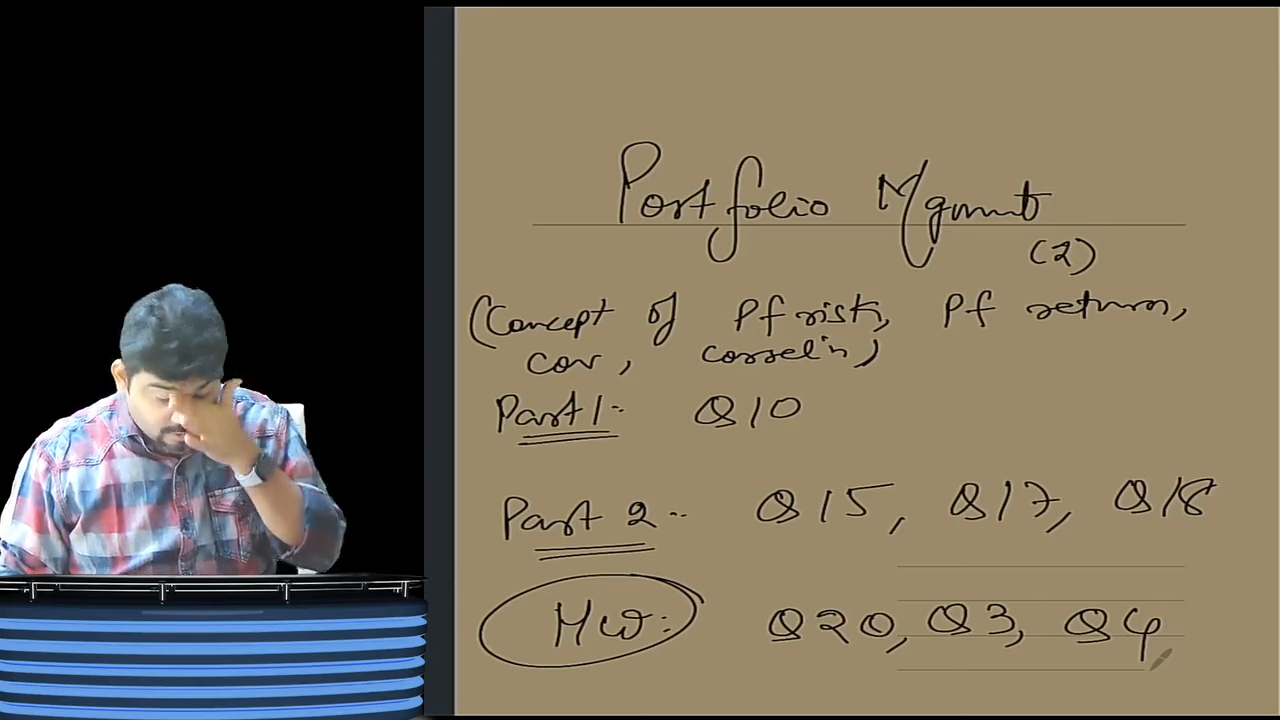 Portfolio Mgmnt
(2)
(Concept of Pf risk, Pf return,
cov, correl'n)
Part 1:- Q10
Part 2:- Q15, Q17, Q18
HW:- Q20, Q3, Q4